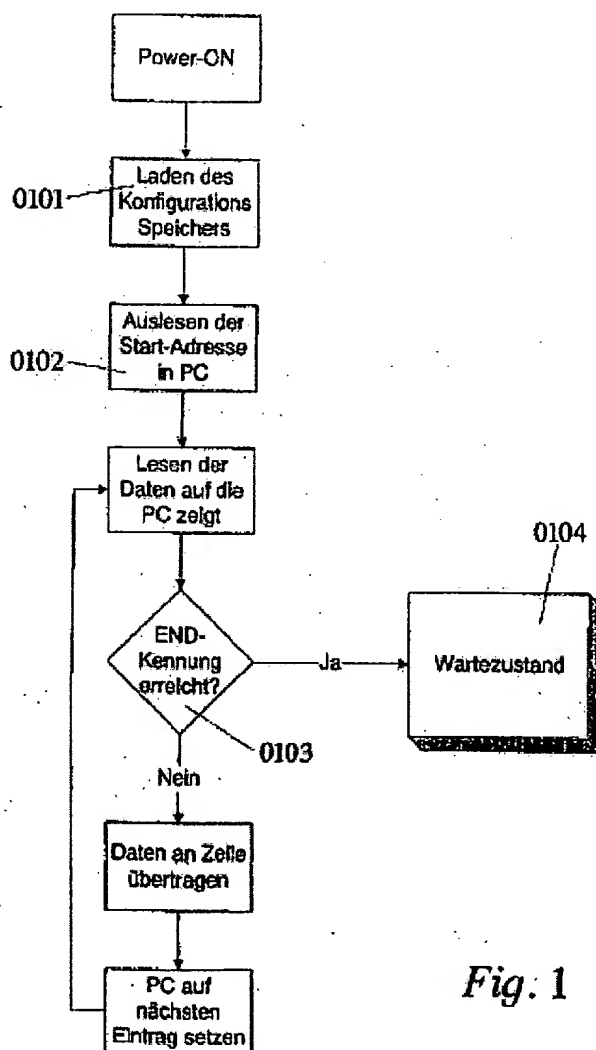 Power-ON
0101
Laden des
Konfigurations
Speichers
0102
Auslesen der
Start-Adresse
in PC
Lesen der
Daten auf die
PC zeigt
0104
END-
Kennung
erreicht?
Ja
Wartezustand
0103
Nein
Daten an Zelle
übertragen
PC auf
nächsten
Eintrag setzen
Fig. 1